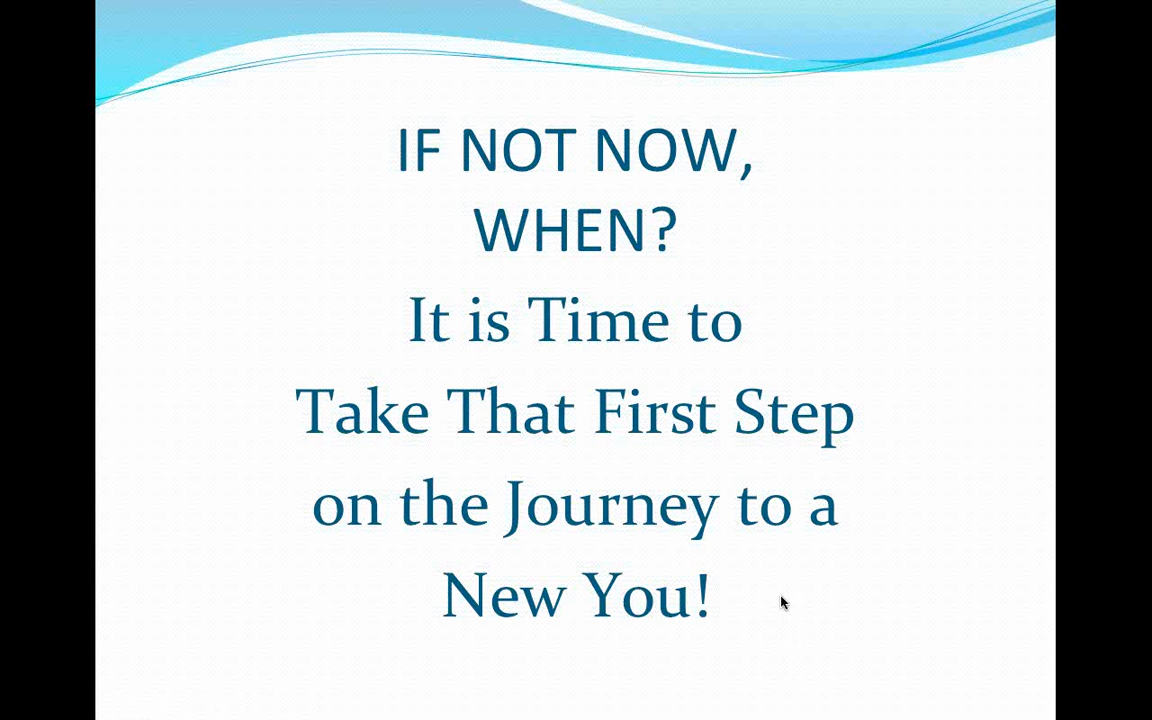 IF NOT NOW,
WHEN?
It is Time to
Take That First Step
on the Journey to a
New You!